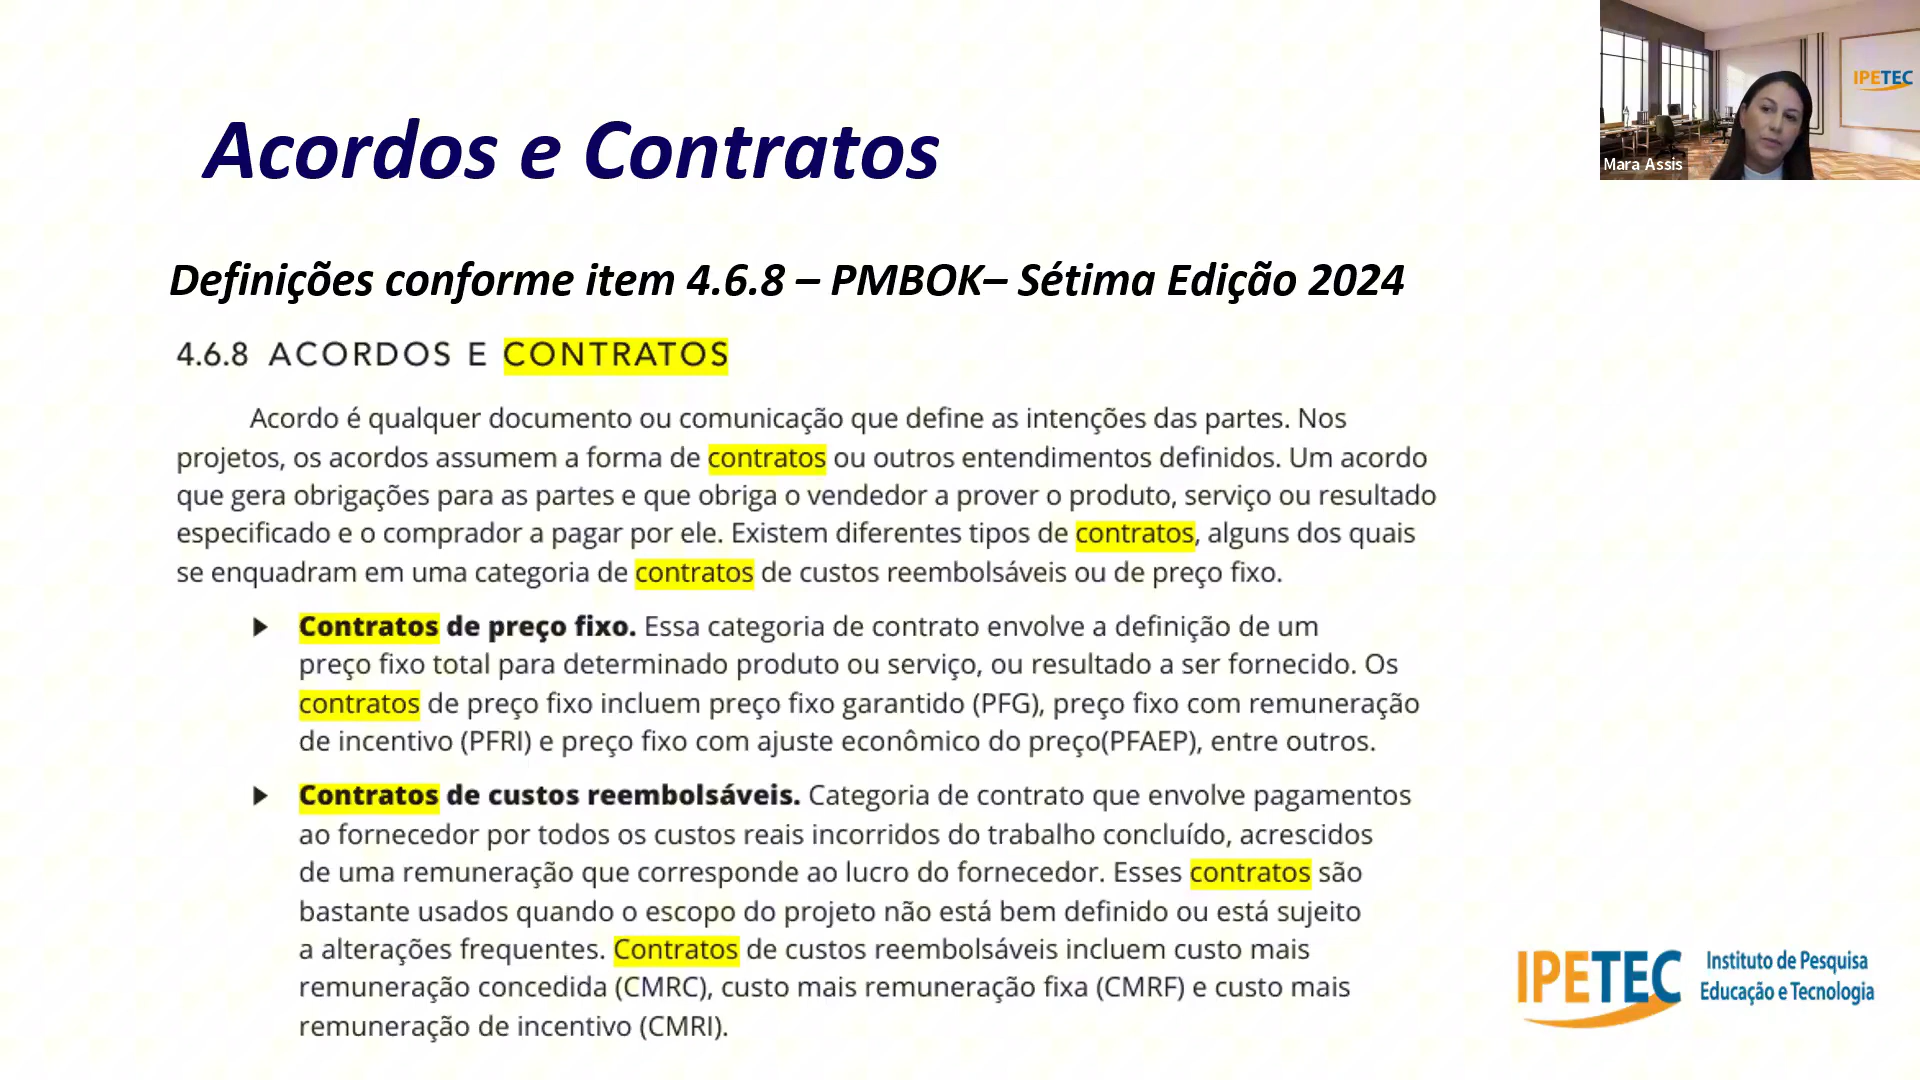 Acordos e Contratos
IPETEC
Mara Assis
Definições conforme item 4.6.8 – PMBOK– Sétima Edição 2024
4.6.8 ACORDOS E CONTRATOS
Acordo é qualquer documento ou comunicação que define as intenções das partes. Nos
projetos, os acordos assumem a forma de contratos ou outros entendimentos definidos. Um acordo
que gera obrigações para as partes e que obriga o vendedor a prover o produto, serviço ou resultado
especificado e o comprador a pagar por ele. Existem diferentes tipos de contratos, alguns dos quais
se enquadram em uma categoria de contratos de custos reembolsáveis ou de preço fixo.
Contratos de preço fixo. Essa categoria de contrato envolve a definição de um
preço fixo total para determinado produto ou serviço, ou resultado a ser fornecido. Os
contratos de preço fixo incluem preço fixo garantido (PFG), preço fixo com remuneração
de incentivo (PFRI) e preço fixo com ajuste econômico do preço(PFAEP), entre outros.
Contratos de custos reembolsáveis. Categoria de contrato que envolve pagamentos
ao fornecedor por todos os custos reais incorridos do trabalho concluído, acrescidos
de uma remuneração que corresponde ao lucro do fornecedor. Esses contratos são
bastante usados quando o escopo do projeto não está bem definido ou está sujeito
a alterações frequentes. Contratos de custos reembolsáveis incluem custo mais
remuneração concedida (CMRC), custo mais remuneração fixa (CMRF) e custo mais
remuneração de incentivo (CMRI).
IPETEC
Instituto de Pesquisa
Educação e Tecnologia